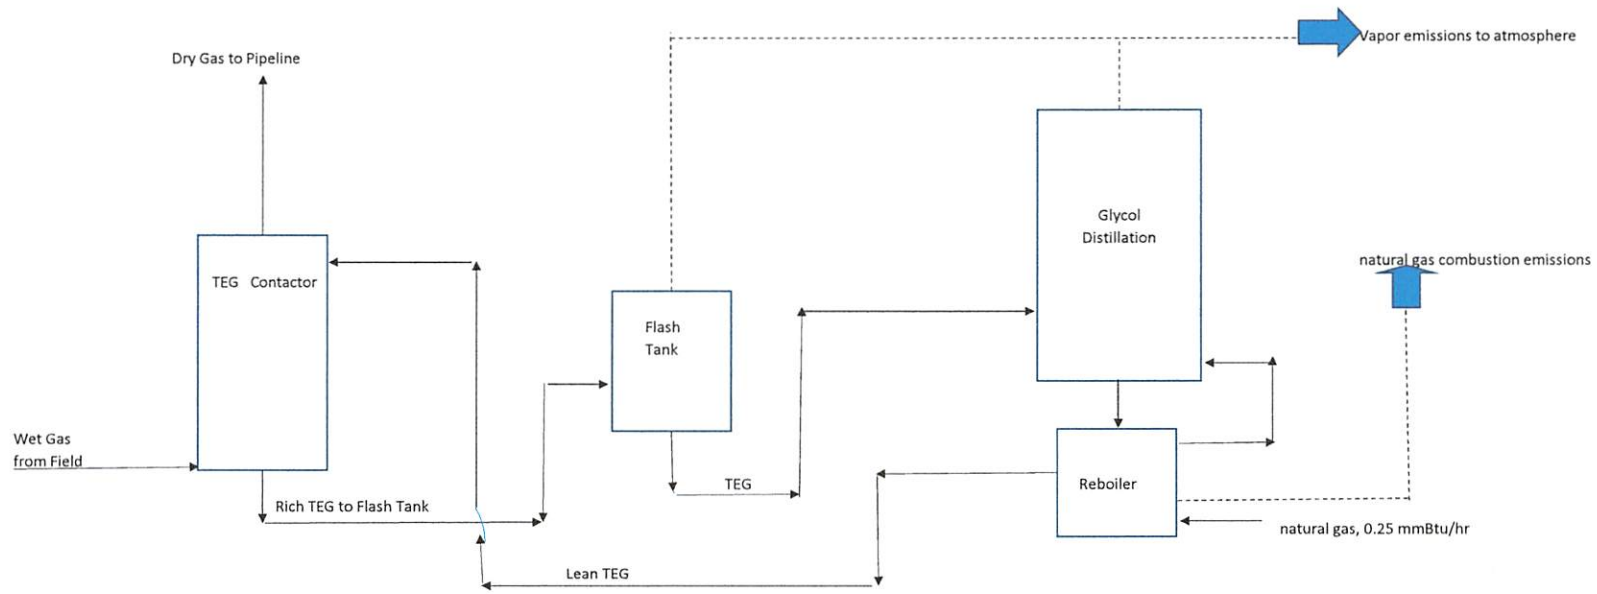 Vapor emissions to atmosphere
Dry Gas to Pipeline
Glycol
Distillation
natural gas combustion emissions
TEG Contactor
Flash
Tank
Wet Gas
from Field
TEG
Reboiler
Rich TEG to Flash Tank
natural gas, 0.25 mmBtu/hr
Lean TEG